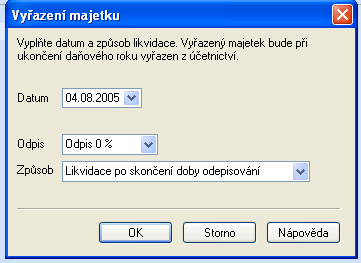 Vyřazení majetku
Vyplňte datum a způsob likvidace. Vyřazený majetek bude při
ukončení daňového roku vyřazen z účetnictví.
Datum 04.08.2005
Odpis Odpis 0 %
Způsob Likvidace po skončení doby odepisování
OK Storno Nápověda